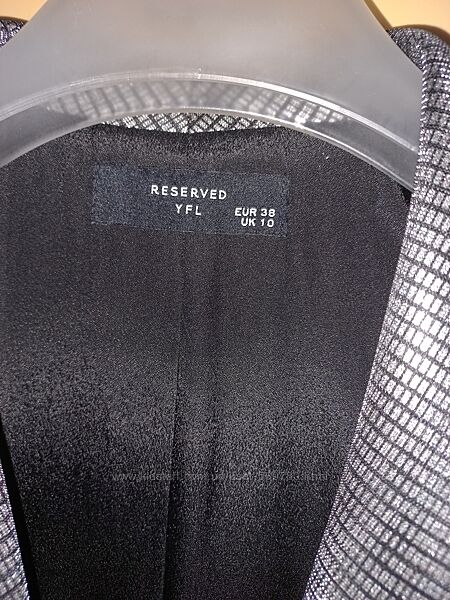 RESERVED
YFL
EUR 38
UK 10